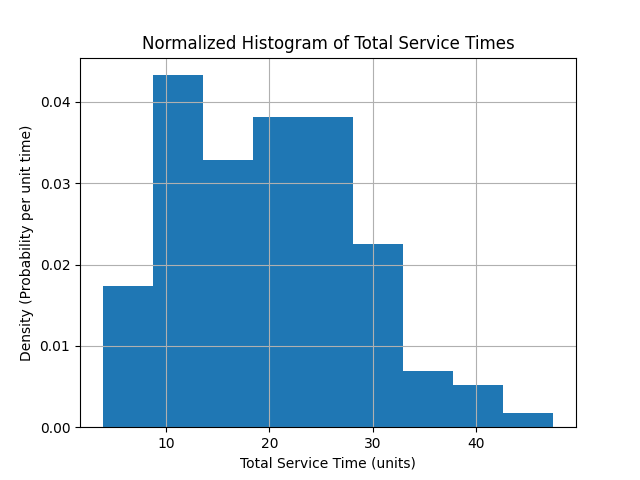 Normalized Histogram of Total Service Times
Density (Probability per unit time)
0.04
0.03
0.02
0.01
0.00
10 20 30 40
Total Service Time (units)